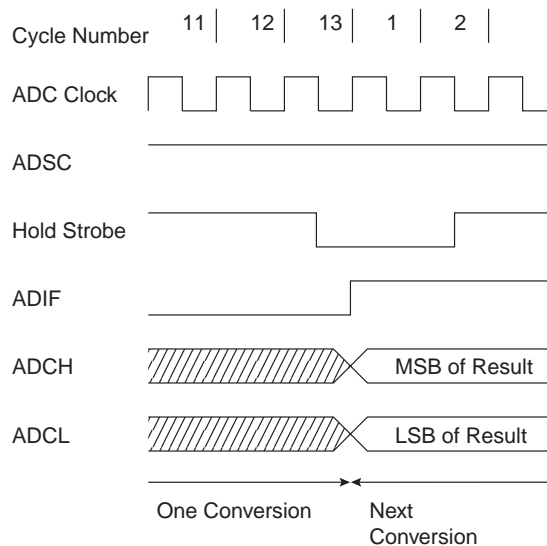 Cycle Number 11 12 13 1 2
ADC Clock
ADSC
Hold Strobe
ADIF
ADCH MSB of Result
ADCL LSB of Result
One Conversion Next
Conversion